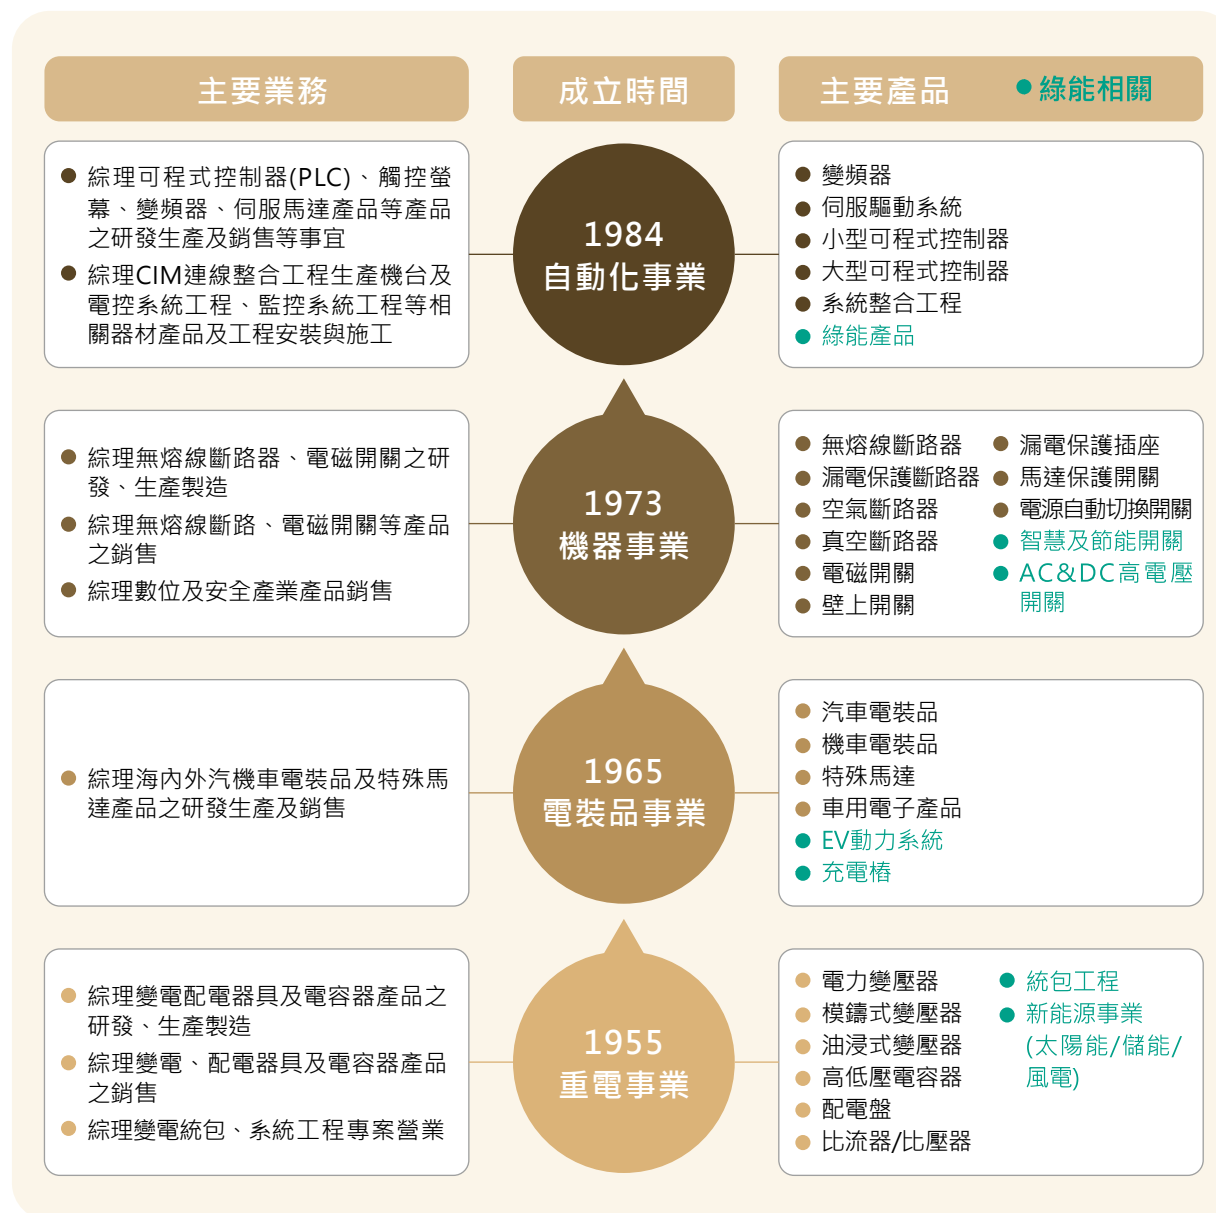 主要業務
成立時間
主要產品
綠能相關
綜理可程式控制器(PLC)、觸控螢
幕、變頻器、伺服馬達產品等產品
之研發生產及銷售等事宜
綜理CIM連線整合工程生產機台及
電控系統工程、監控系統工程等相
關器材產品及工程安裝與施工
1984
自動化事業
變頻器
伺服驅動系統
小型可程式控制器
大型可程式控制器
系統整合工程
綠能產品
綜理無熔線斷路器、電磁開關之研
發、生產製造
綜理無熔線斷路、電磁開關等產品
之銷售
綜理數位及安全產業產品銷售
1973
機器事業
無熔線斷路器
漏電保護斷路器
空氣斷路器
真空斷路器
電磁開關
壁上開關
漏電保護插座
馬達保護開關
電源自動切換開關
智慧及節能開關
AC&DC高電壓
開關
綜理海內外汽機車電裝品及特殊馬
達產品之研發生產及銷售
1965
電裝品事業
汽車電裝品
機車電裝品
特殊馬達
車用電子產品
EV動力系統
充電樁
綜理變電配電器具及電容器產品之
研發、生產製造
綜理變電、配電器具及電容器產品
之銷售
綜理變電統包、系統工程專案營業
1955
重電事業
電力變壓器
模鑄式變壓器
油浸式變壓器
高低壓電容器
配電盤
比流器/比壓器
統包工程
新能源事業
(太陽能/儲能/
風電)